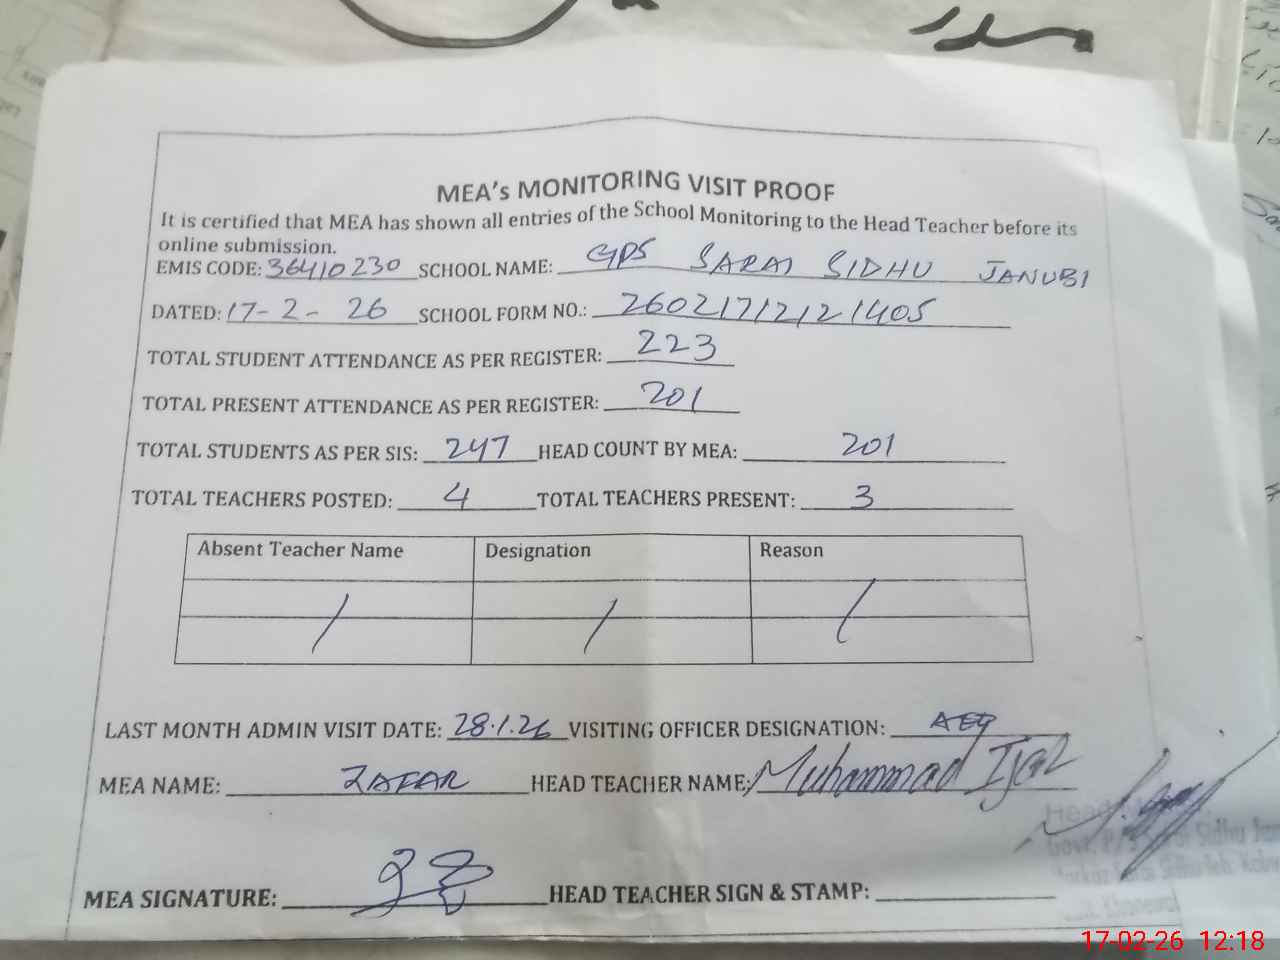 MEA's MONITORING VISIT PROOF
It is certified that MEA has shown all entries of the School Monitoring to the Head Teacher before its
online submission.
EMIS CODE: 36410230 SCHOOL NAME: GPS SARAI SIDHU JANUBI
DATED: 17-2-26 SCHOOL FORM NO.: 26021712121405
TOTAL STUDENT ATTENDANCE AS PER REGISTER: 223
TOTAL PRESENT ATTENDANCE AS PER REGISTER: 201
TOTAL STUDENTS AS PER SIS: 247 HEAD COUNT BY MEA: 201
TOTAL TEACHERS POSTED: 4 TOTAL TEACHERS PRESENT: 3
Absent Teacher Name Designation Reason
/ / /
LAST MONTH ADMIN VISIT DATE: 28.1.26 VISITING OFFICER DESIGNATION: AEO
MEA NAME: ZAFAR HEAD TEACHER NAME: Muhammad Ijaz
Head
Govt. P/S Sidhu
MEA SIGNATURE: HEAD TEACHER SIGN & STAMP:
17-02-26 12:18